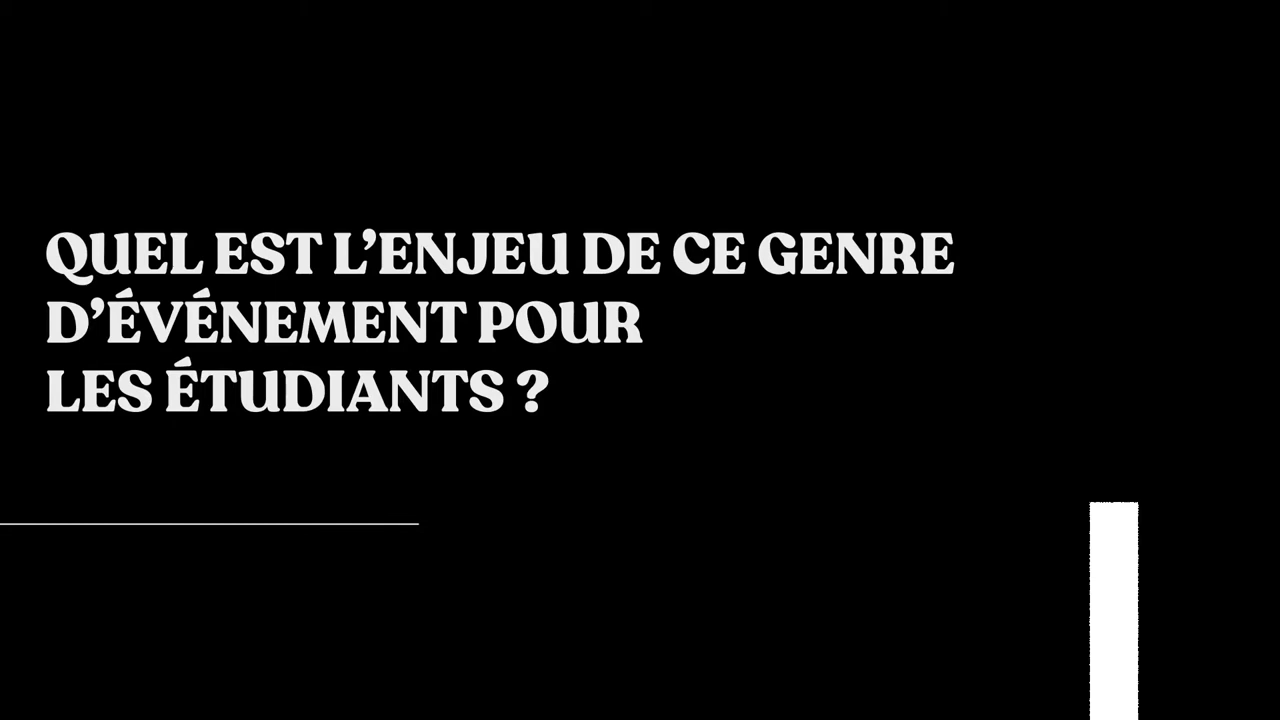 QUEL EST L’ENJEU DE CE GENRE
D’ÉVÉNEMENT POUR
LES ÉTUDIANTS ?